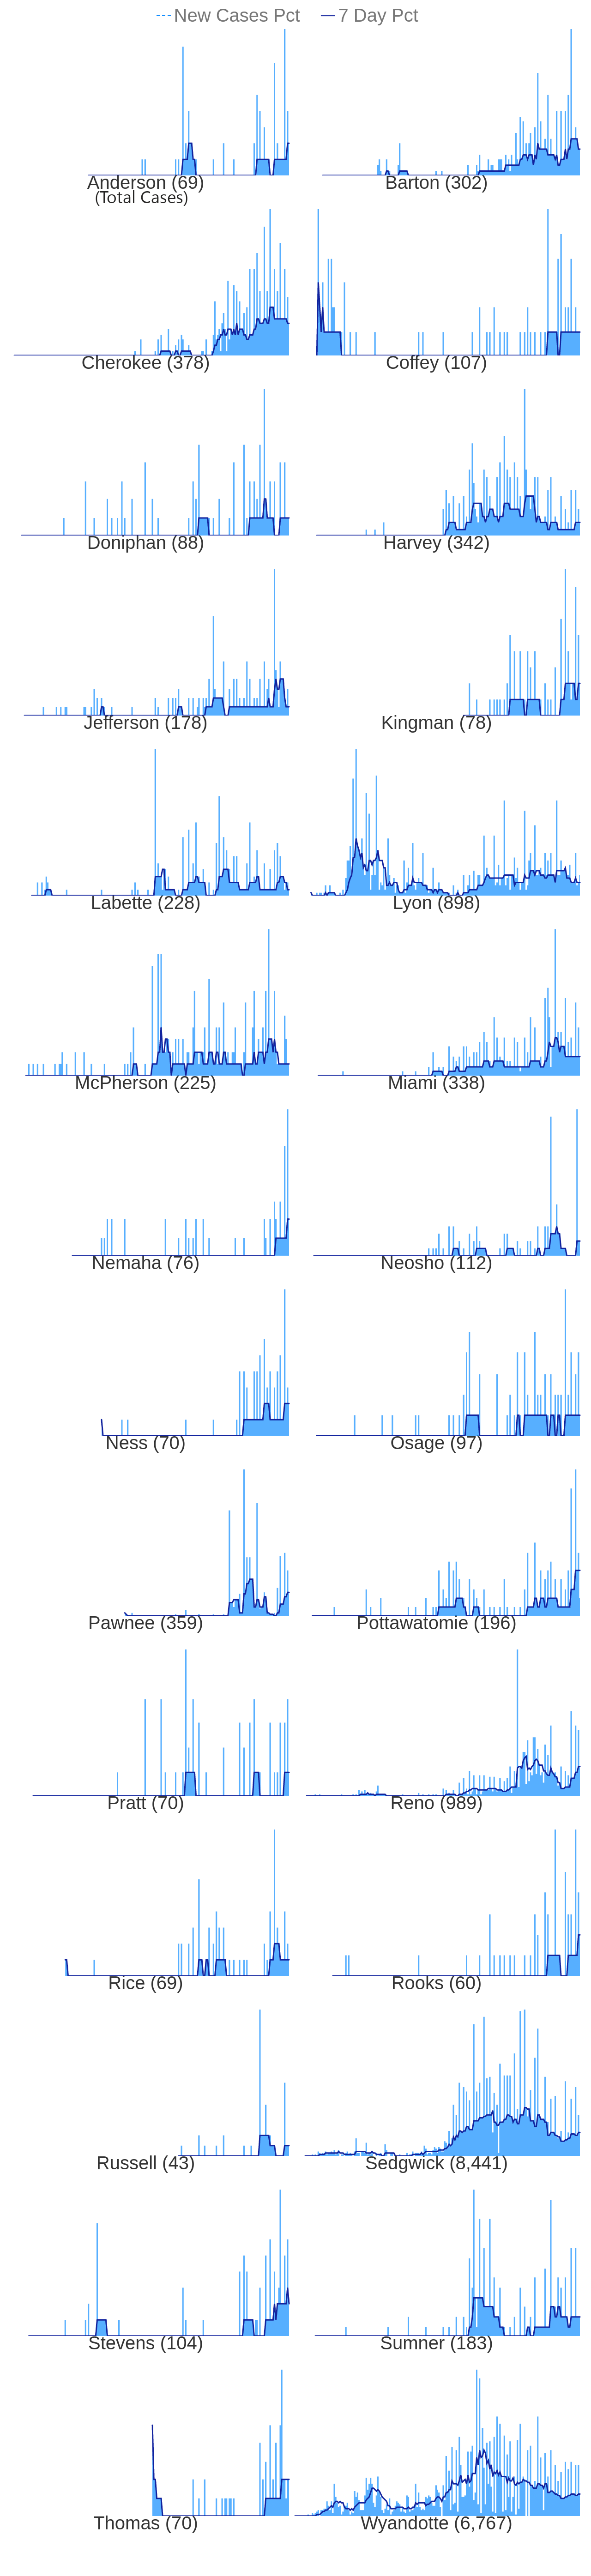 New Cases Pct 7 Day Pct
Anderson (69) Barton (302)
(Total Cases)
Cherokee (378) Coffey (107)
Doniphan (88) Harvey (342)
Jefferson (178) Kingman (78)
Labette (228) Lyon (898)
McPherson (225) Miami (338)
Nemaha (76) Neosho (112)
Ness (70) Osage (97)
Pawnee (359) Pottawatomie (196)
Pratt (70) Reno (989)
Rice (69) Rooks (60)
Russell (43) Sedgwick (8,441)
Stevens (104) Sumner (183)
Thomas (70) Wyandotte (6,767)